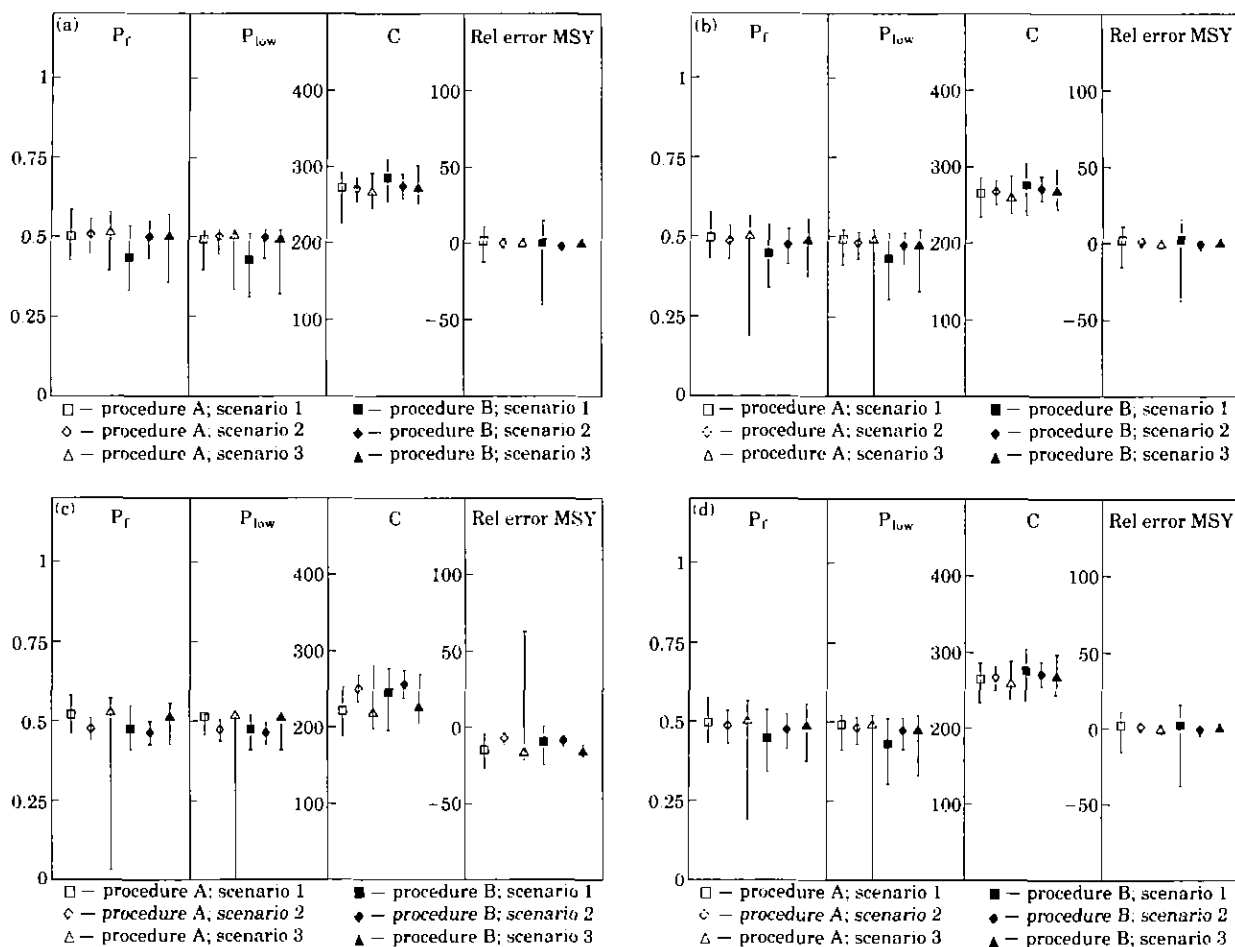 (a)
P_f P_low C Rel error MSY
1
0.5
0.5
0.25
0
400
300
200
100
100
50
0
−50
□ — procedure A; scenario 1
◇ — procedure A; scenario 2
△ — procedure A; scenario 3
■ — procedure B; scenario 1
◆ — procedure B; scenario 2
▲ — procedure B; scenario 3
(b)
P_f P_low C Rel error MSY
1
0.75
0.5
0.25
0
400
300
200
100
100
50
0
−50
□ — procedure A; scenario 1
◇ — procedure A; scenario 2
△ — procedure A; scenario 3
■ — procedure B; scenario 1
◆ — procedure B; scenario 2
▲ — procedure B; scenario 3
(c)
P_f P_low C Rel error MSY
1
0.75
0.5
0.25
0
400
300
200
100
100
50
0
−50
□ — procedure A; scenario 1
◇ — procedure A; scenario 2
△ — procedure A; scenario 3
■ — procedure B; scenario 1
◆ — procedure B; scenario 2
▲ — procedure B; scenario 3
(d)
P_f P_low C Rel error MSY
1
0.75
0.5
0.25
0
400
300
200
100
100
50
0
−50
□ — procedure A; scenario 1
◇ — procedure A; scenario 2
△ — procedure A; scenario 3
■ — procedure B; scenario 1
◆ — procedure B; scenario 2
▲ — procedure B; scenario 3